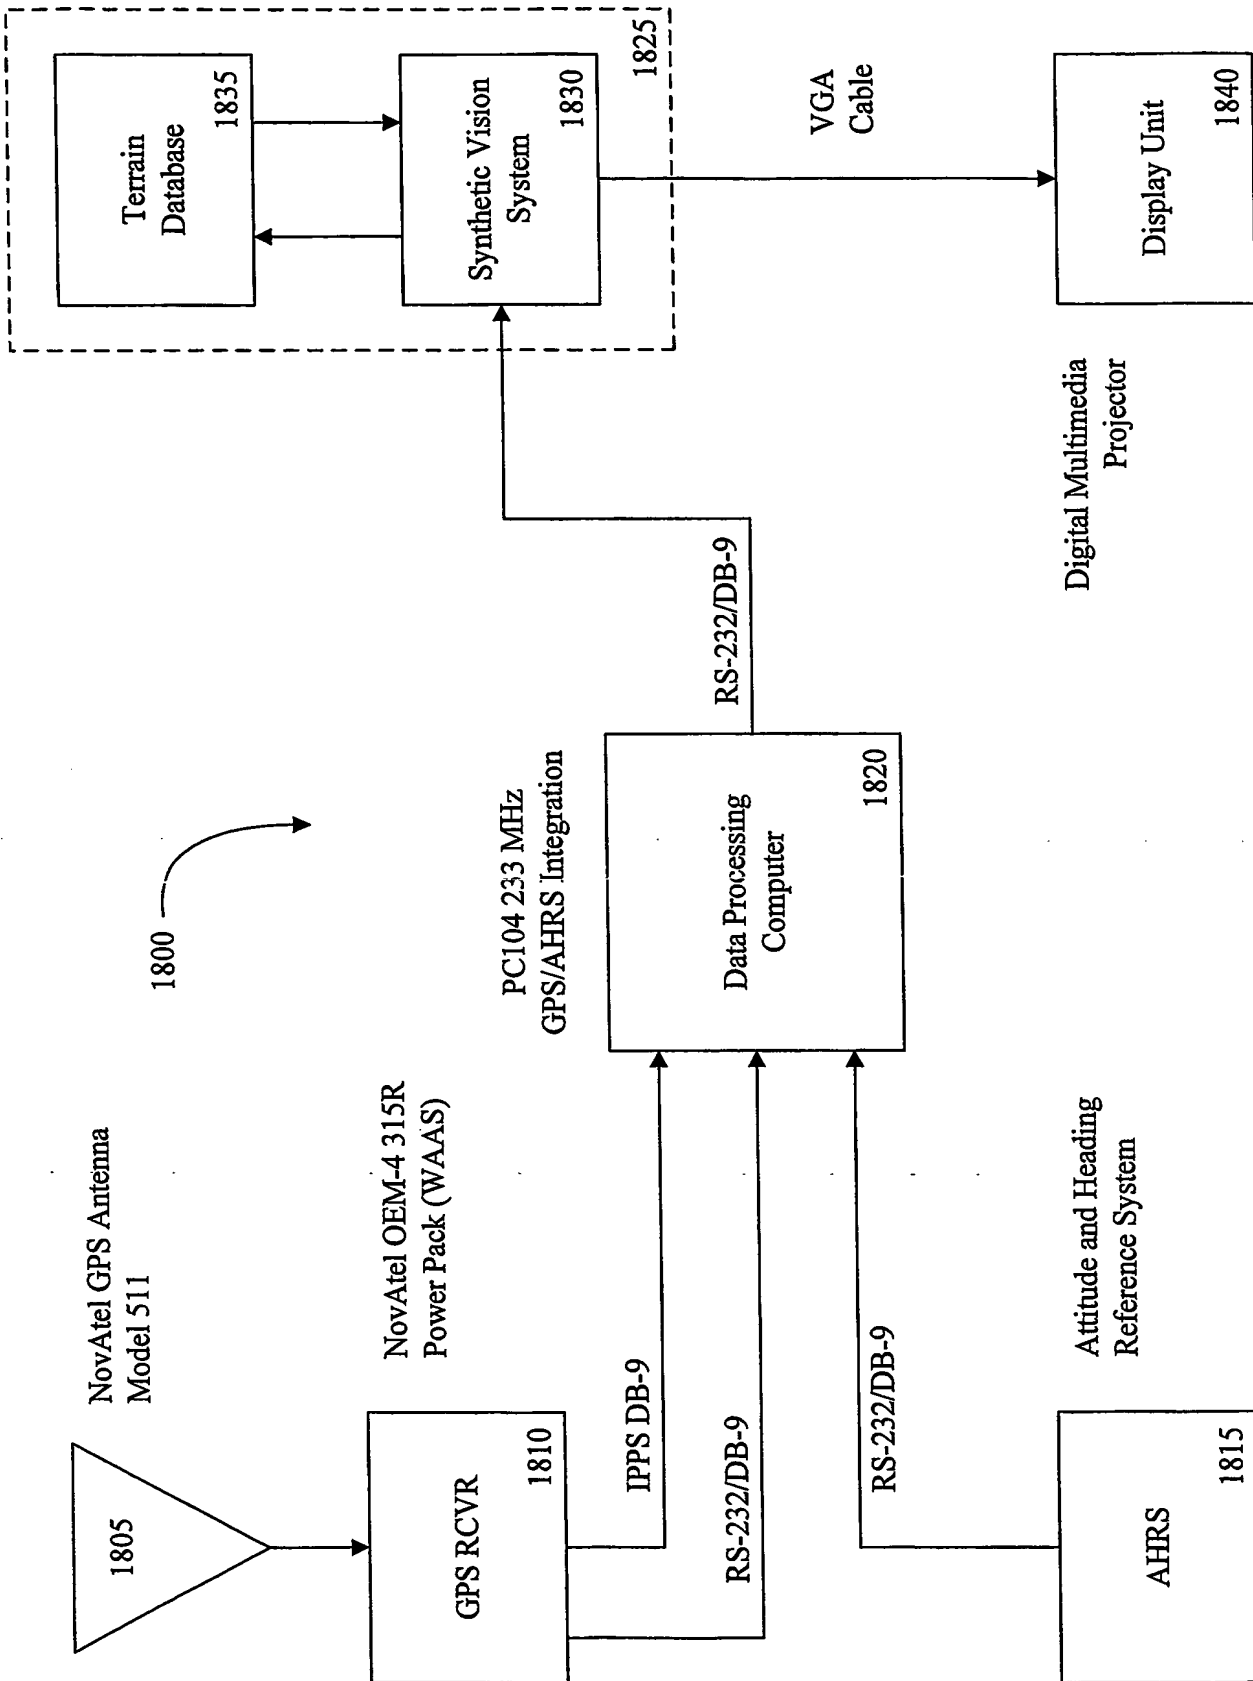 1800
NovAtel GPS Antenna
Model 511
1805
NovAtel OEM-4 315R
Power Pack (WAAS)
GPS RCVR
1810
IPPS DB-9
RS-232/DB-9
RS-232/DB-9
Attitude and Heading
Reference System
AHRS
1815
PC104 233 MHz
GPS/AHRS Integration
Data Processing
Computer
1820
RS-232/DB-9
Terrain
Database
1835
Synthetic Vision
System
1830
1825
VGA
Cable
Digital Multimedia
Projector
Display Unit
1840